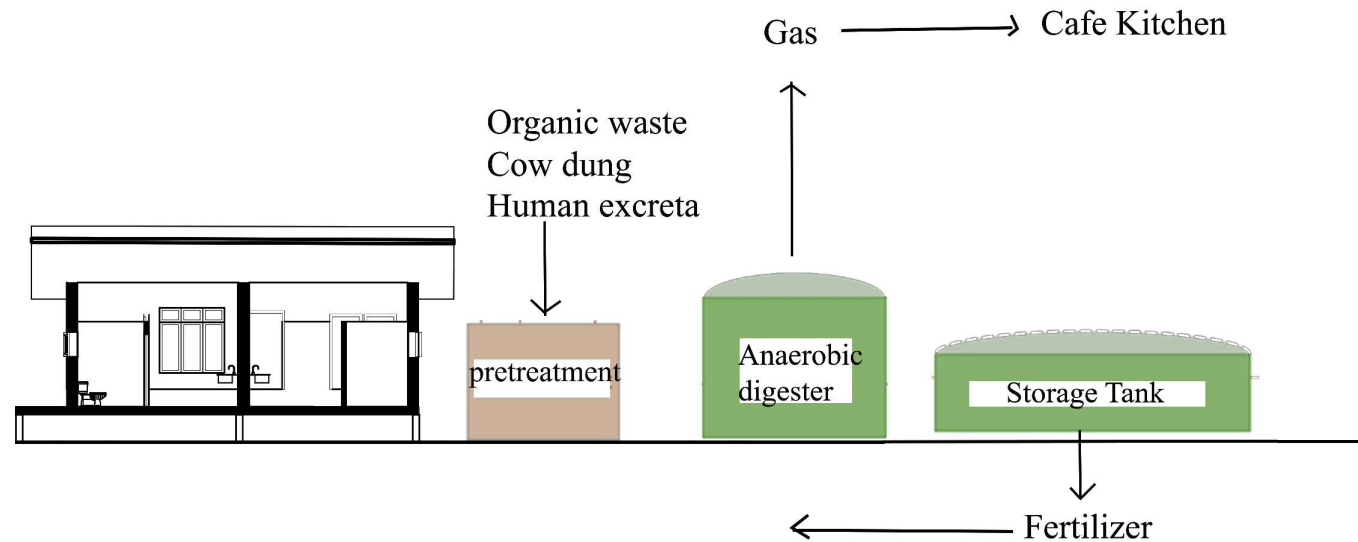 Gas
Cafe Kitchen
Organic waste
Cow dung
Human excreta
pretreatment
Anaerobic
digester
Storage Tank
Fertilizer